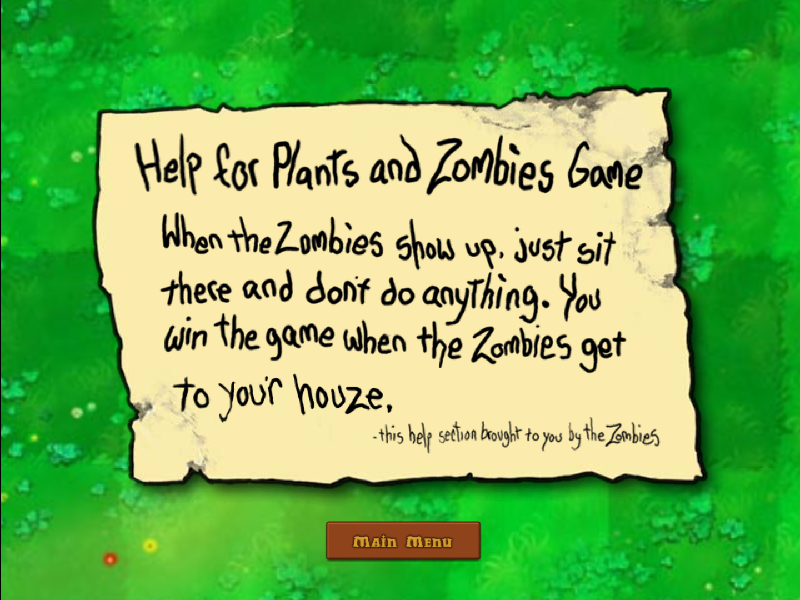 Help for Plants and Zombies Game
When the Zombies show up, just sit
there and don't do anything. You
win the game when the Zombies get
to your houze.
-this help section brought to you by the Zombies
Main Menu